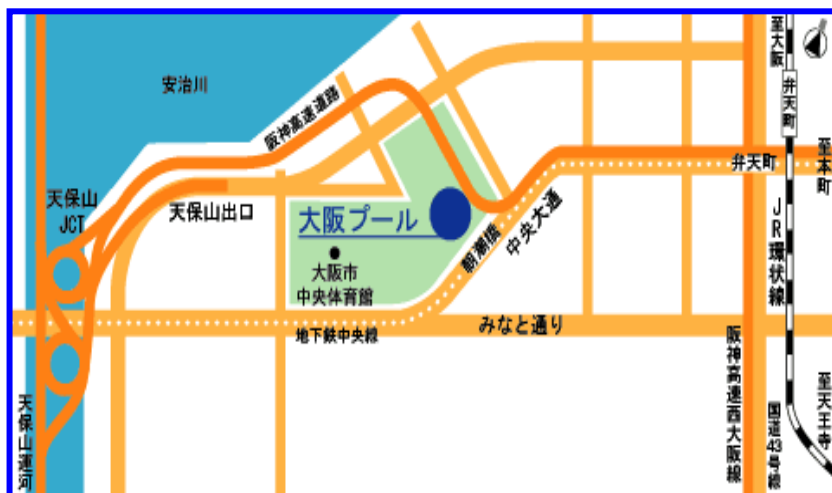 安治川
阪神高速道路
至大阪
弁天町
至本町
弁天町
天保山
JCT
天保山出口
大阪プール
朝潮橋
中央大通
大阪市
中央体育館
JR環状線
地下鉄中央線
みなと通り
天保山運河
阪神高速西大阪線
国道43号線
至天王寺